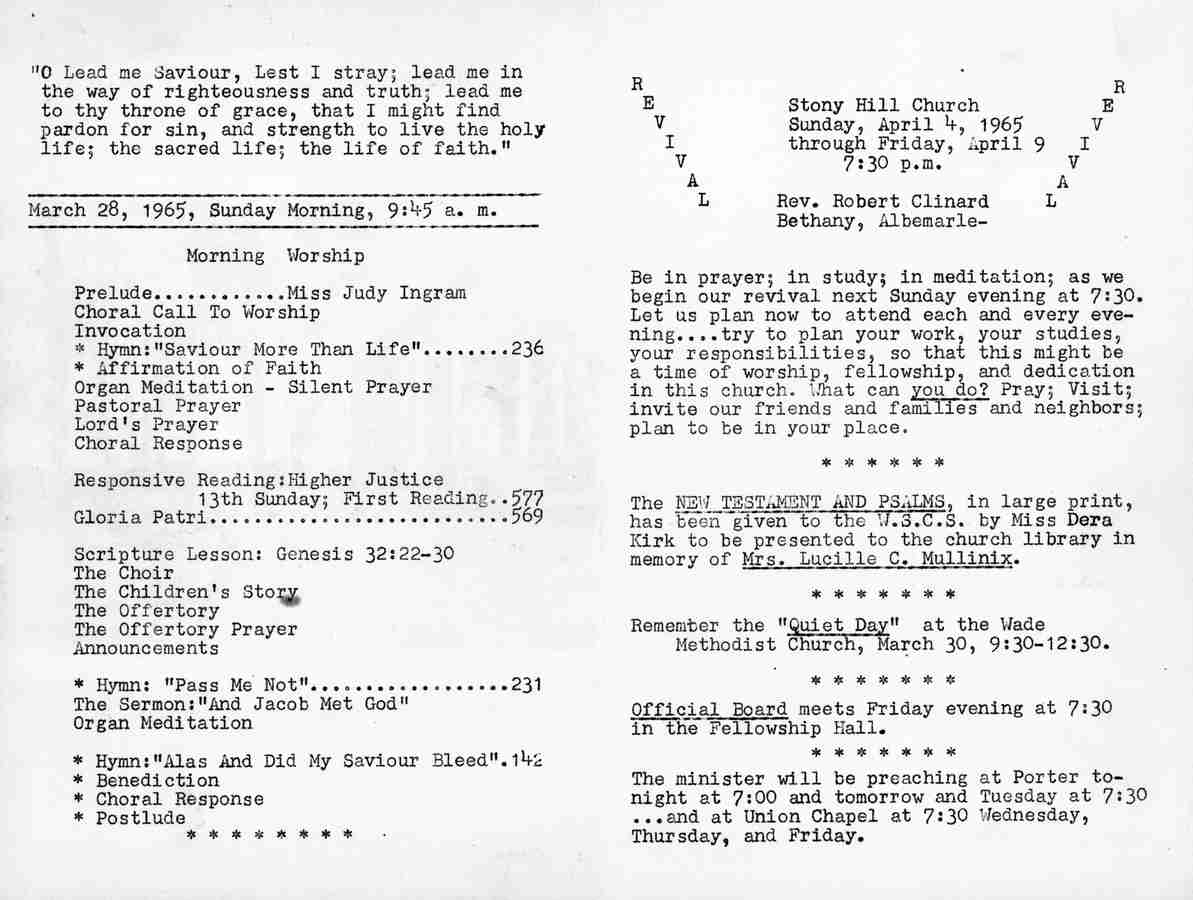 "O Lead me Saviour, Lest I stray; lead me in
the way of righteousness and truth; lead me
to thy throne of grace, that I might find
pardon for sin, and strength to live the holy
life; the sacred life; the life of faith."
March 28, 1965, Sunday Morning, 9:45 a. m.
Morning Worship
Prelude............Miss Judy Ingram
Choral Call To Worship
Invocation
* Hymn:"Saviour More Than Life"........236
* Affirmation of Faith
Organ Meditation - Silent Prayer
Pastoral Prayer
Lord's Prayer
Choral Response
Responsive Reading:Higher Justice
13th Sunday; First Reading..577
Gloria Patri...........................569
Scripture Lesson: Genesis 32:22-30
The Choir
The Children's Story
The Offertory
The Offertory Prayer
Announcements
* Hymn: "Pass Me Not"..................231
The Sermon:"And Jacob Met God"
Organ Meditation
* Hymn:"Alas And Did My Saviour Bleed".142
* Benediction
* Choral Response
* Postlude
* * * * * * * *
REVIVAL
Stony Hill Church
Sunday, April 4, 1965
through Friday, April 9
7:30 p.m.
Rev. Robert Clinard
Bethany, Albemarle-
REVIVAL
Be in prayer; in study; in meditation; as we
begin our revival next Sunday evening at 7:30.
Let us plan now to attend each and every eve-
ning....try to plan your work, your studies,
your responsibilities, so that this might be
a time of worship, fellowship, and dedication
in this church. What can you do? Pray; Visit;
invite our friends and families and neighbors;
plan to be in your place.
* * * * * *
The NEW TESTAMENT AND PSALMS, in large print,
has been given to the W.S.C.S. by Miss Dera
Kirk to be presented to the church library in
memory of Mrs. Lucille C. Mullinix.
* * * * * * *
Remember the "Quiet Day" at the Wade
Methodist Church, March 30, 9:30-12:30.
* * * * * * *
Official Board meets Friday evening at 7:30
in the Fellowship Hall.
* * * * * * *
The minister will be preaching at Porter to-
night at 7:00 and tomorrow and Tuesday at 7:30
...and at Union Chapel at 7:30 Wednesday,
Thursday, and Friday.